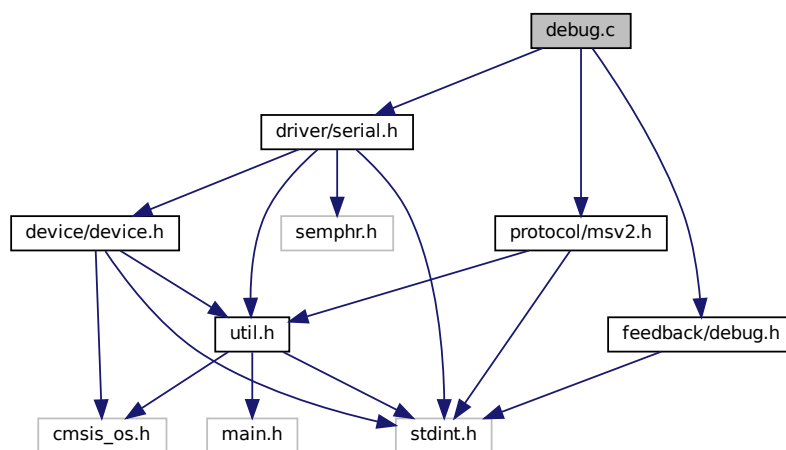 debug.c
driver/serial.h
device/device.h
semphr.h
protocol/msv2.h
util.h
feedback/debug.h
cmsis_os.h
main.h
stdint.h